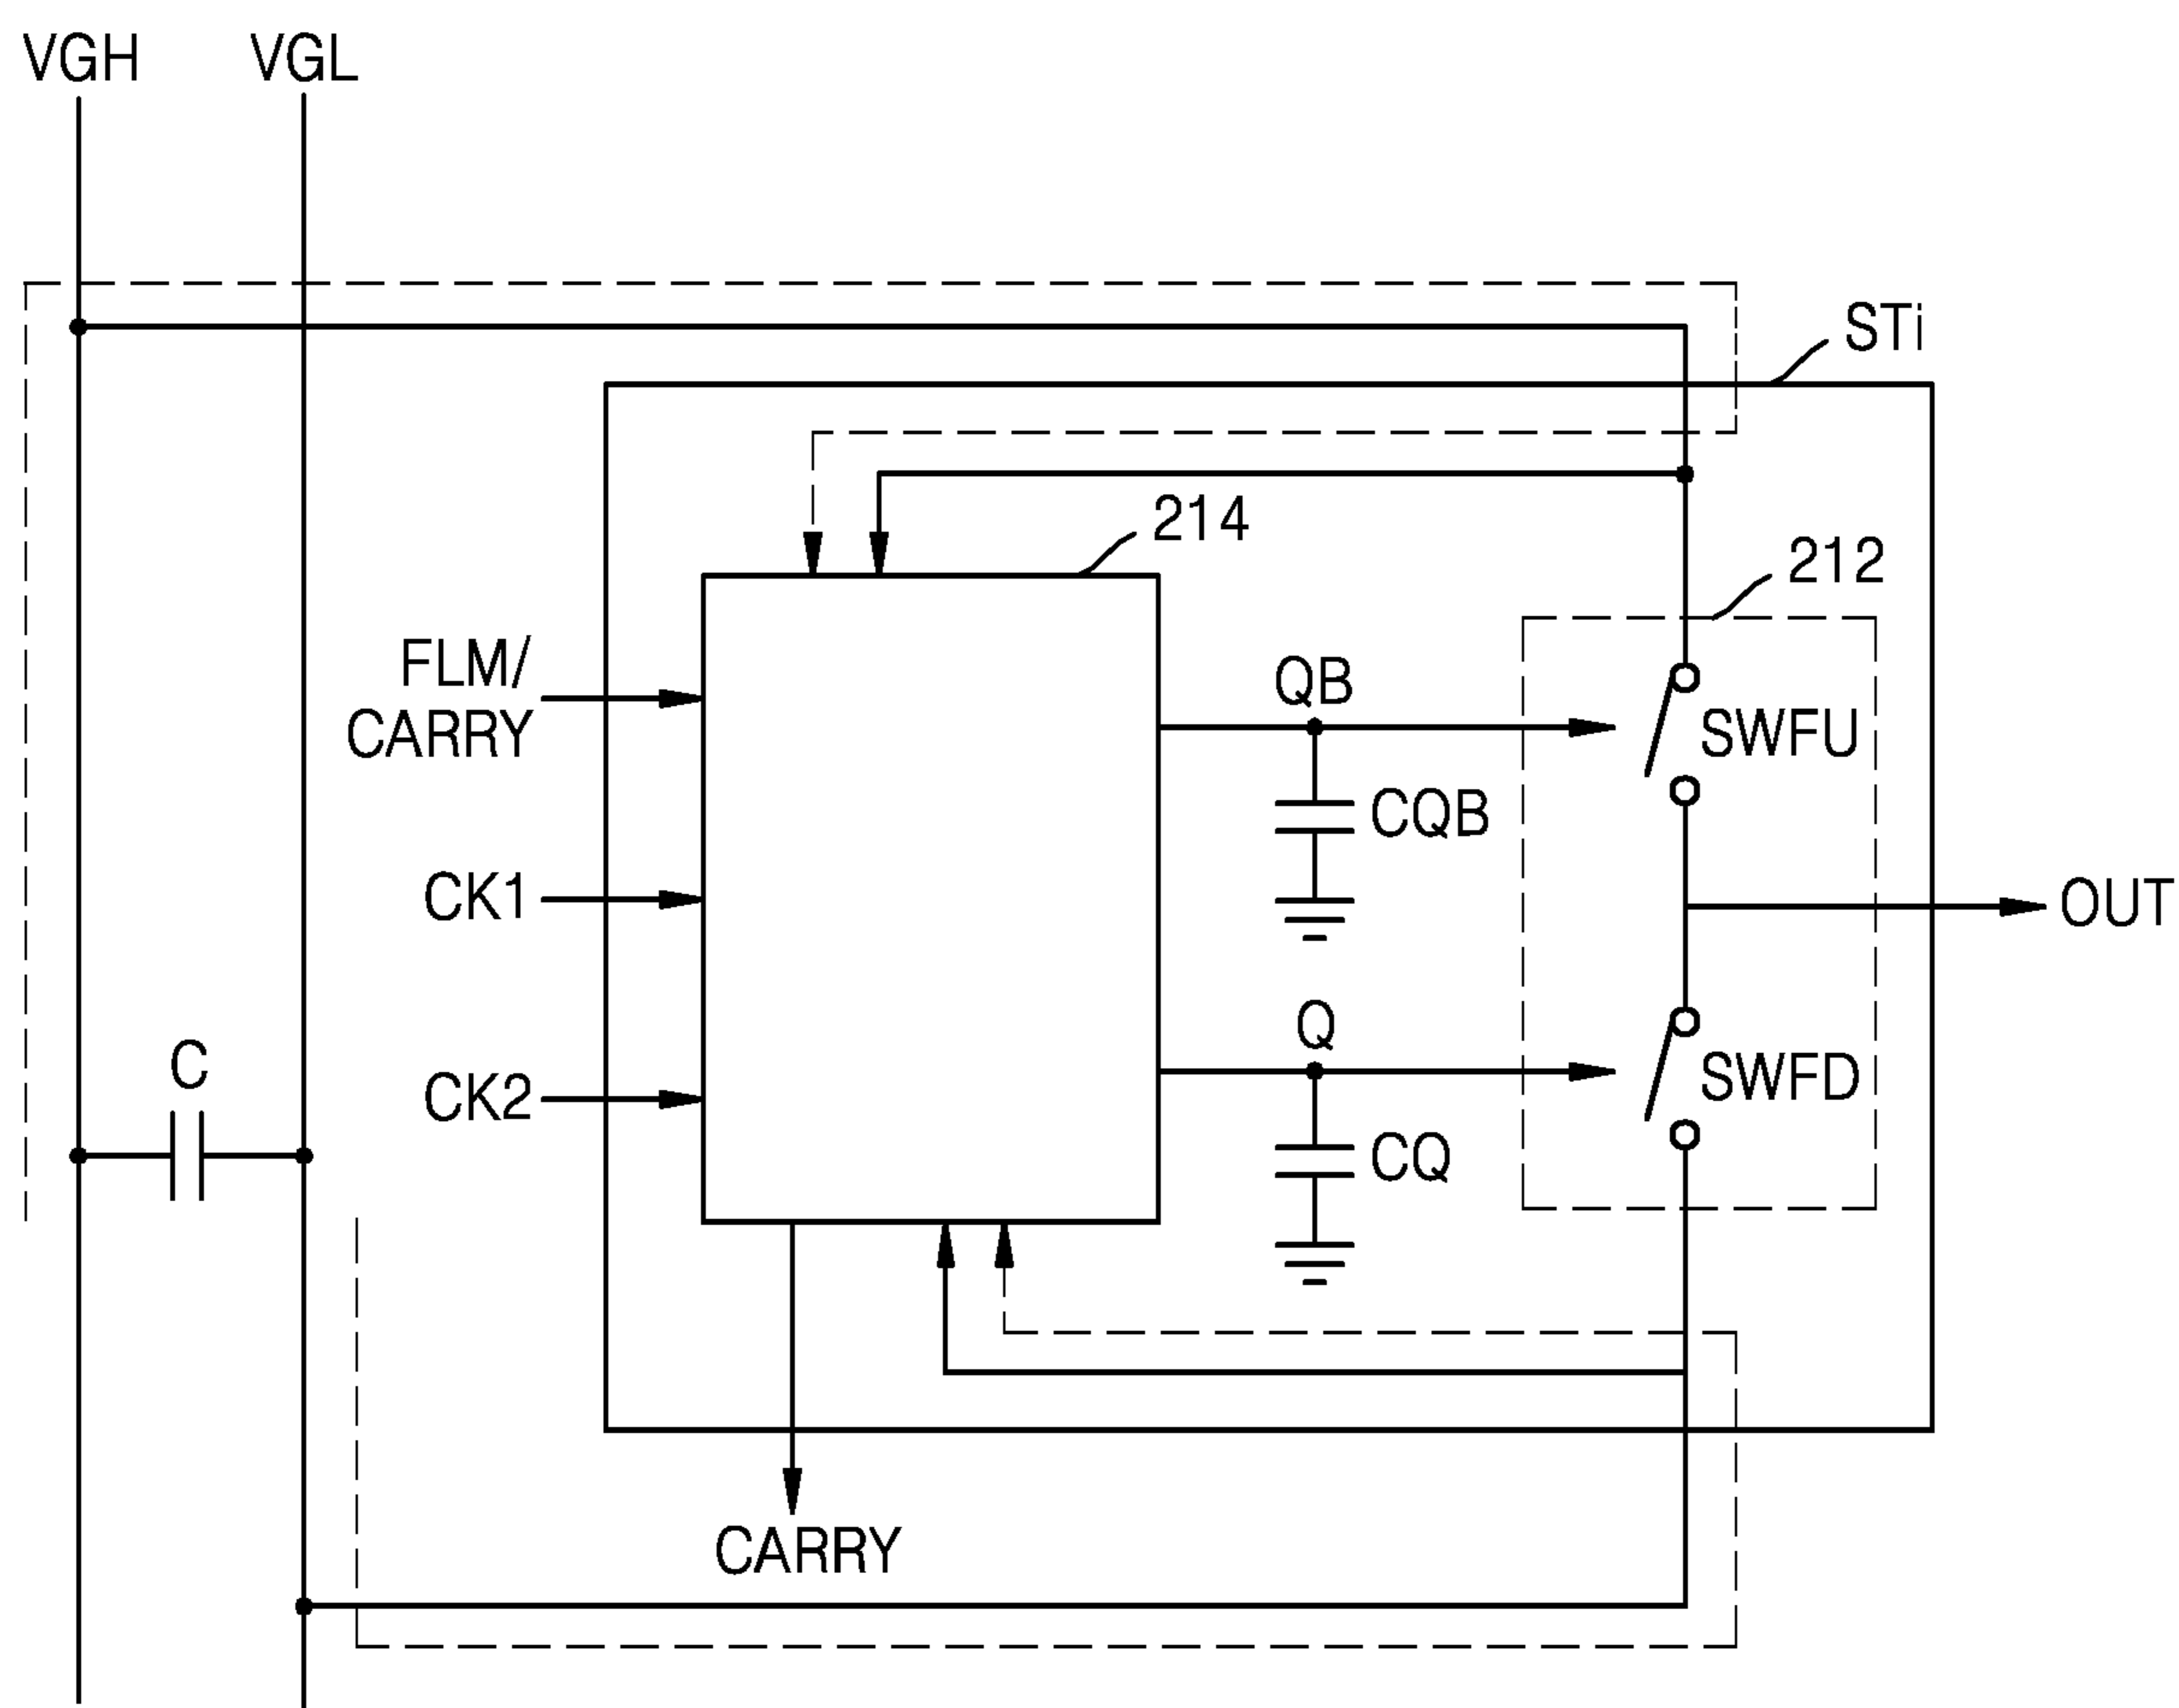 VGH
VGL
STi
214
212
FLM/
CARRY
QB
SWFU
CQB
CK1
OUT
Q
C
CK2
SWFD
CQ
CARRY